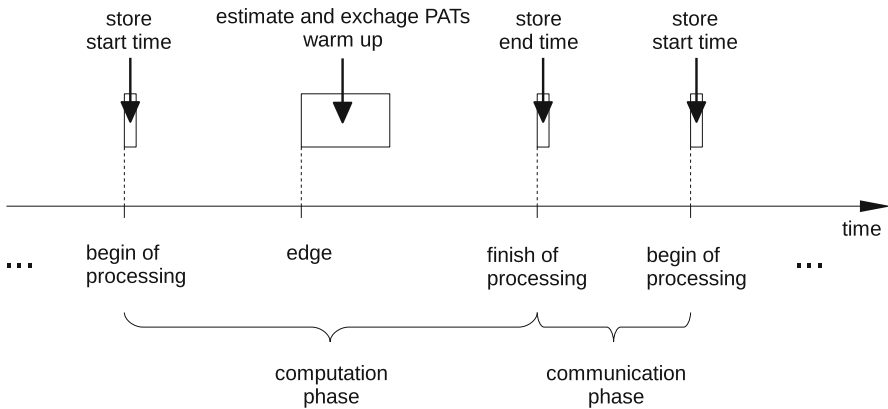 store
start time
estimate and exchage PATs
warm up
store
end time
store
start time
time
begin of
processing
edge
finish of
processing
begin of
processing
...
...
computation
phase
communication
phase